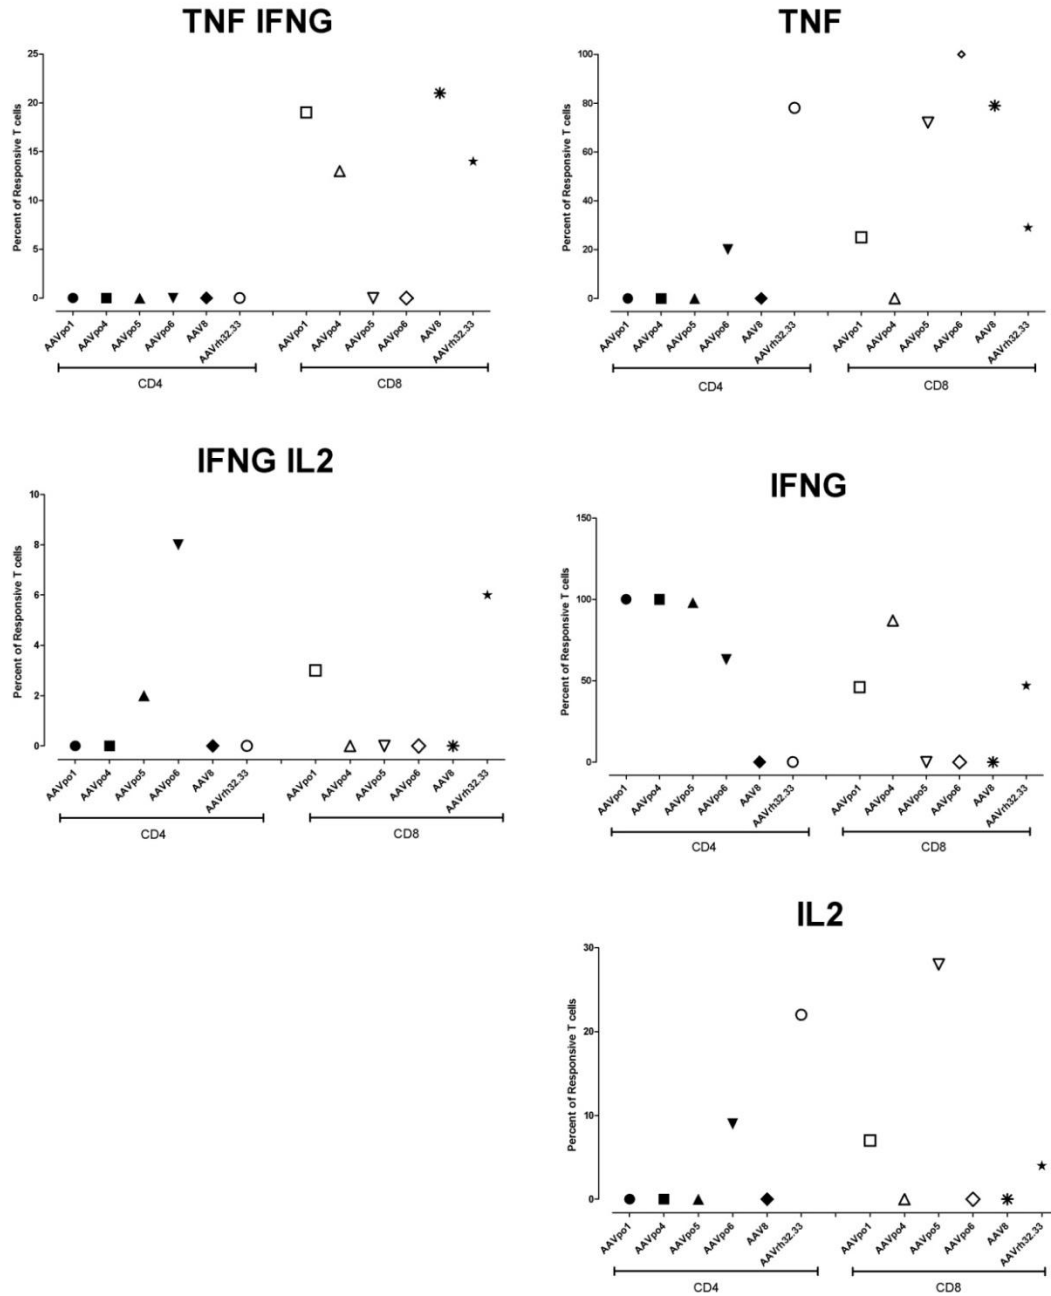 TNF IFNG
Percent of Responsive T cells
25
20
15
10
5
0
AAVpo1
AAVpo4
AAVpo5
AAVpo6
AAV8
AAVrh32.33
AAVpo1
AAVpo4
AAVpo5
AAVpo6
AAV8
AAVrh32.33
CD4
CD8
TNF
Percent of Responsive T cells
100
80
60
40
20
0
AAVpo1
AAVpo4
AAVpo5
AAVpo6
AAV8
AAVrh32.33
AAVpo1
AAVpo4
AAVpo5
AAVpo6
AAV8
AAVrh32.33
CD4
CD8
IFNG IL2
Percent of Responsive T cells
10
8
6
4
2
0
AAVpo1
AAVpo4
AAVpo5
AAVpo6
AAV8
AAVrh32.33
AAVpo1
AAVpo4
AAVpo5
AAVpo6
AAV8
AAVrh32.33
CD4
CD8
IFNG
Percent of Responsive T cells
150
100
50
0
AAVpo1
AAVpo4
AAVpo5
AAVpo6
AAV8
AAVrh32.33
AAVpo1
AAVpo4
AAVpo5
AAVpo6
AAV8
AAVrh32.33
CD4
CD8
IL2
Percent of Responsive T cells
30
20
10
0
AAVpo1
AAVpo4
AAVpo5
AAVpo6
AAV8
AAVrh32.33
AAVpo1
AAVpo4
AAVpo5
AAVpo6
AAV8
AAVrh32.33
CD4
CD8